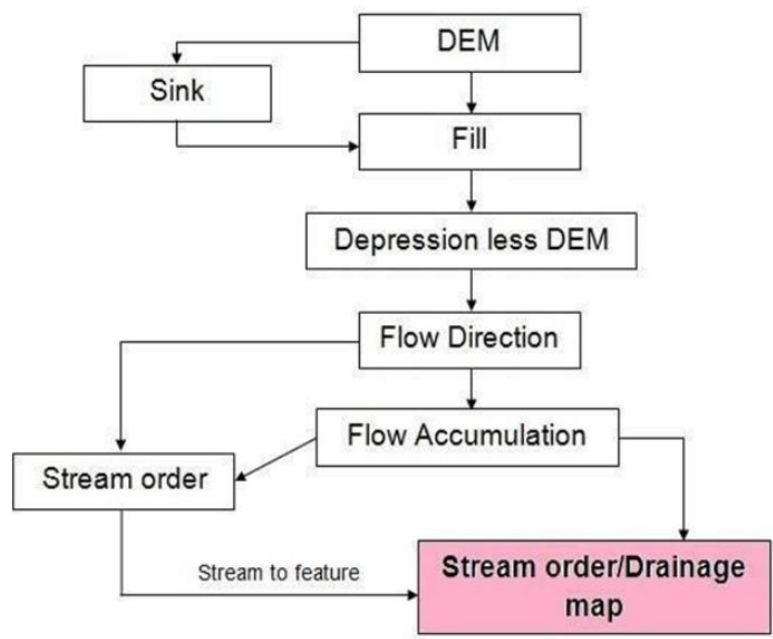 DEM
Sink
Fill
Depression less DEM
Flow Direction
Flow Accumulation
Stream order
Stream to feature
Stream order/Drainage
map